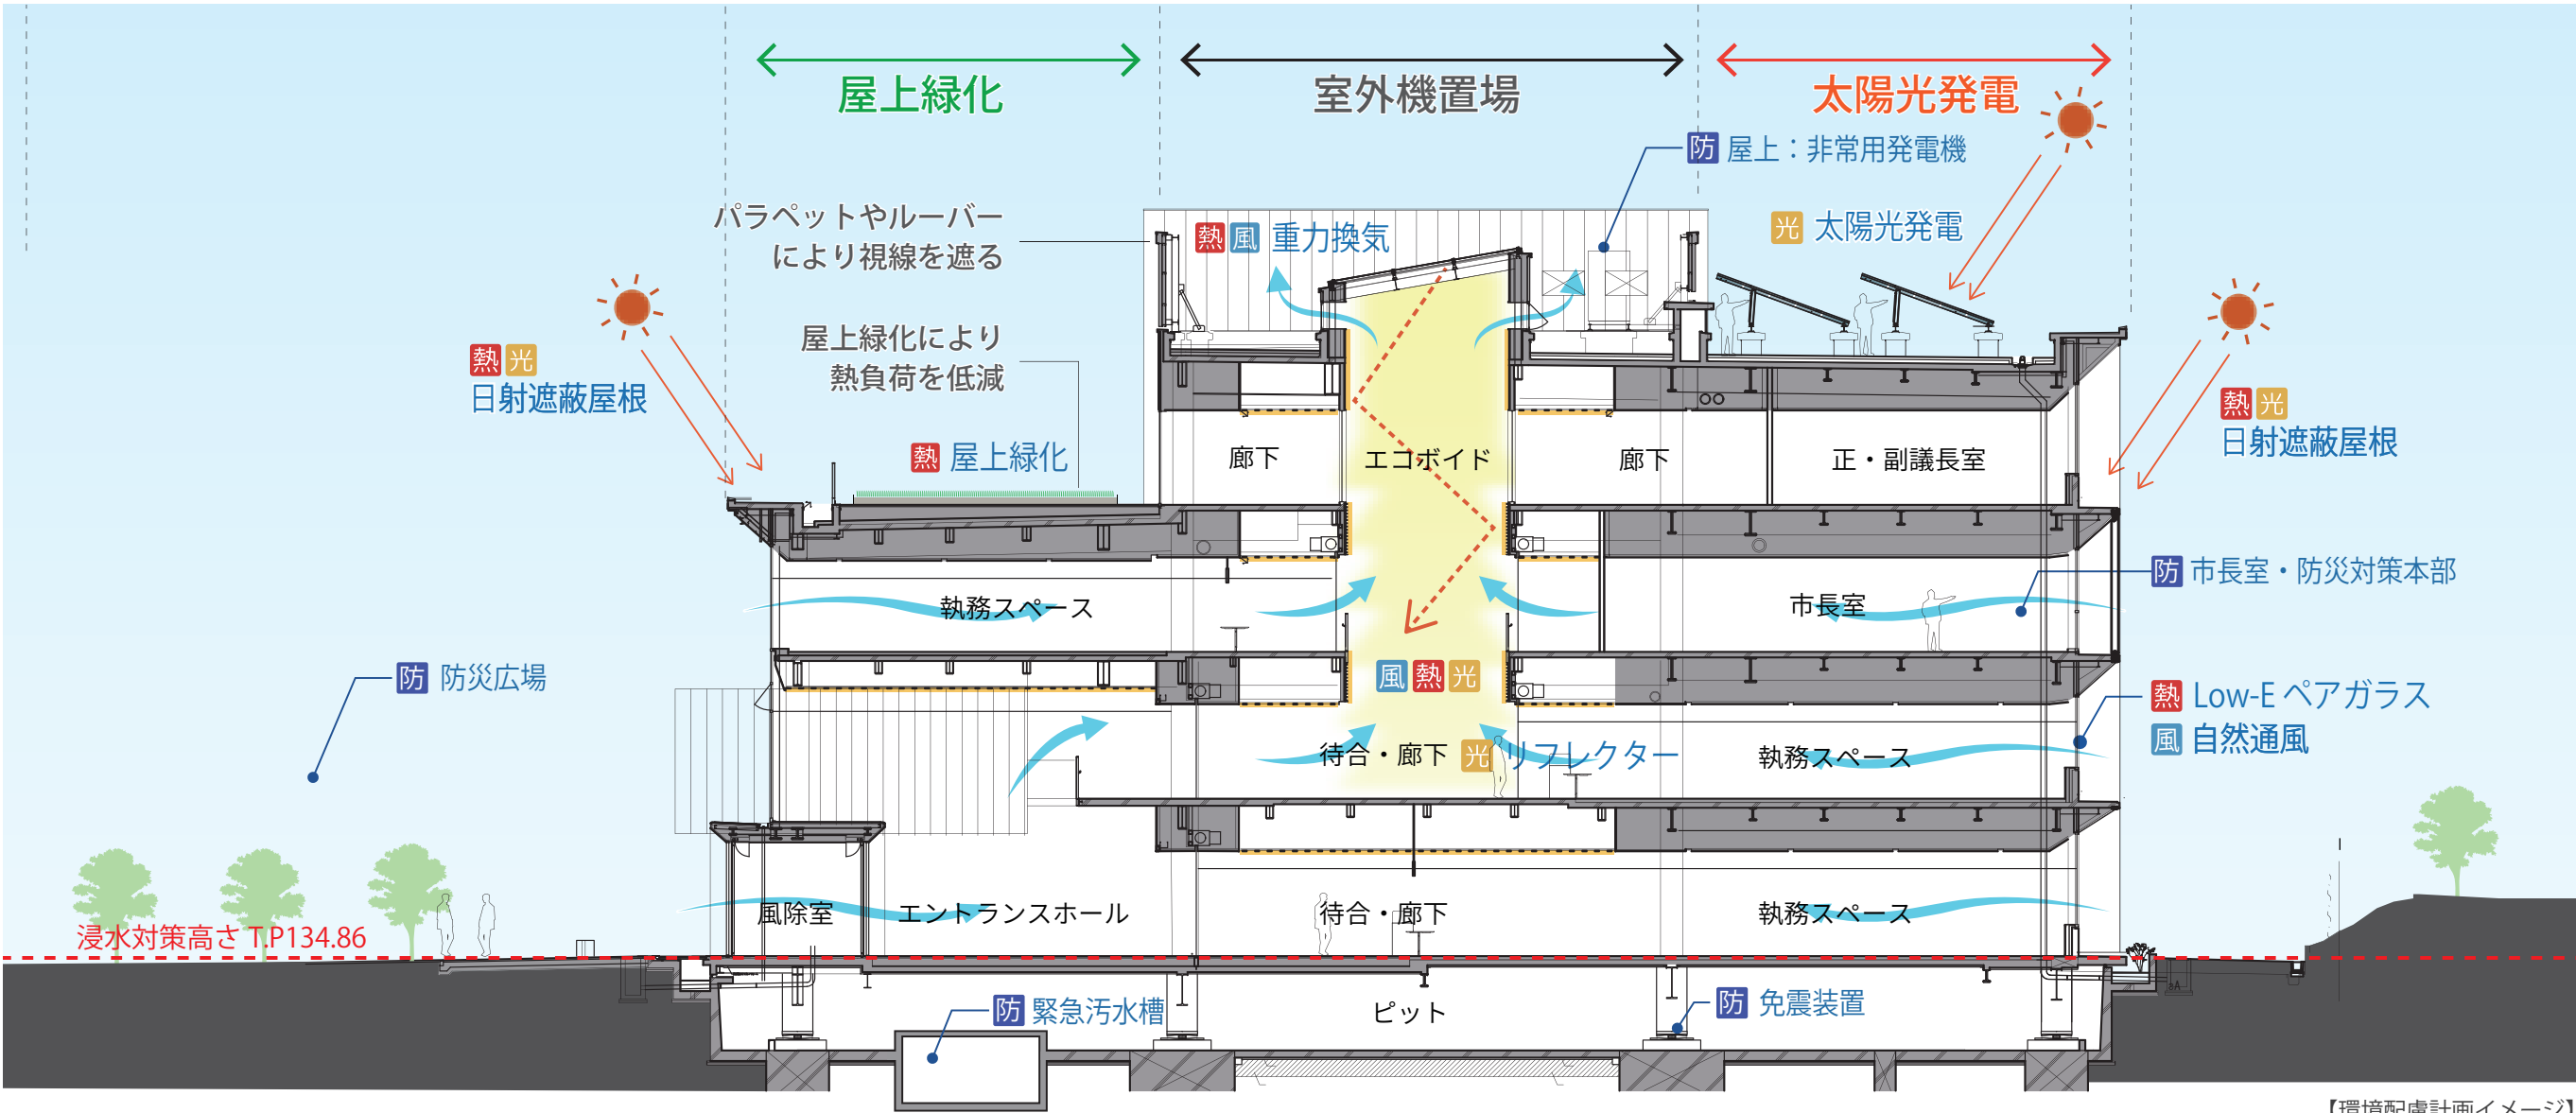 屋上緑化
室外機置場
太陽光発電
防 屋上：非常用発電機
パラペットやルーバー
により視線を遮る
熱 風 重力換気
光 太陽光発電
屋上緑化により
熱負荷を低減
熱 光
日射遮蔽屋根
熱 光
日射遮蔽屋根
熱 屋上緑化
廊下
エコボイド
廊下
正・副議長室
執務スペース
市長室
防 市長室・防災対策本部
防 防災広場
風 熱 光
熱 Low-E ペアガラス
風 自然通風
待合・廊下
光 リフレクター
執務スペース
風除室
エントランスホール
待合・廊下
執務スペース
浸水対策高さ T.P134.86
防 緊急汚水槽
ピット
防 免震装置
【環境配慮計画イメージ】